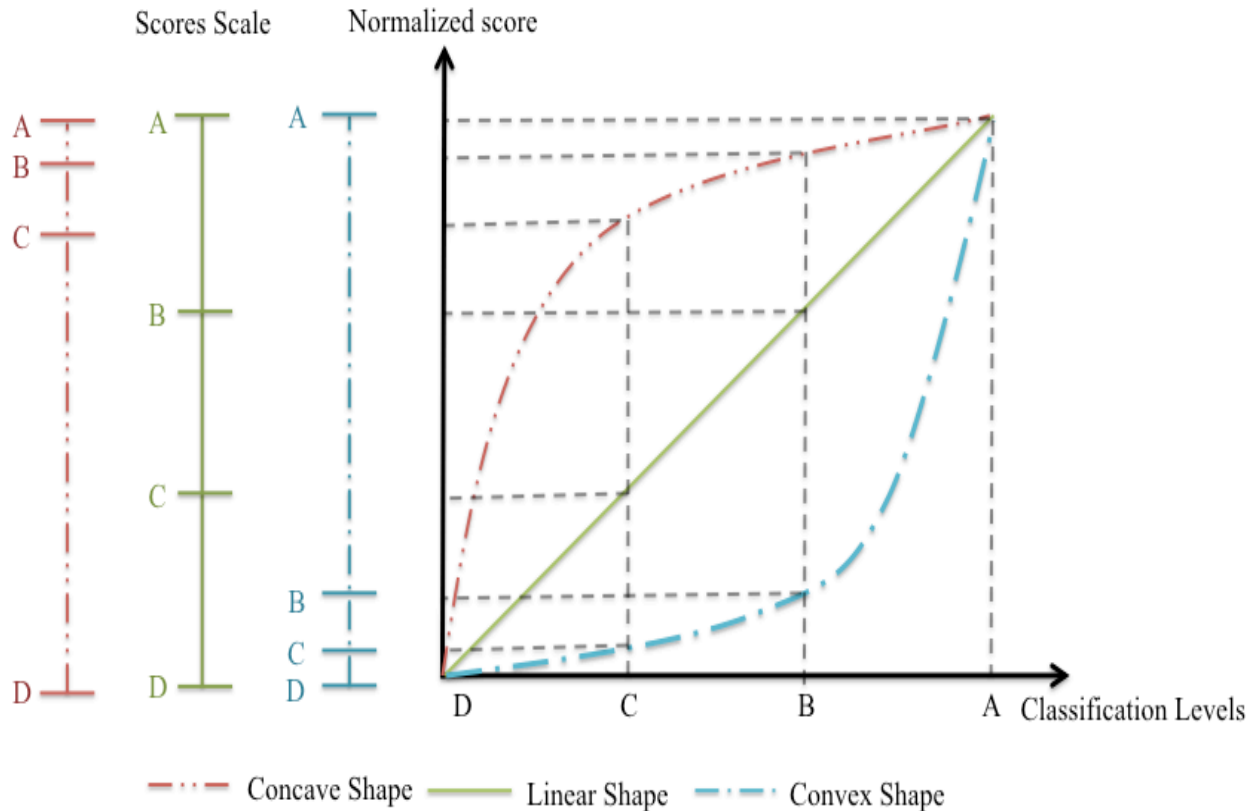 Scores Scale
Normalized score
A
B
C
D
A
B
C
D
A
B
C
D
D
C
B
A
Classification Levels
Concave Shape
Linear Shape
Convex Shape